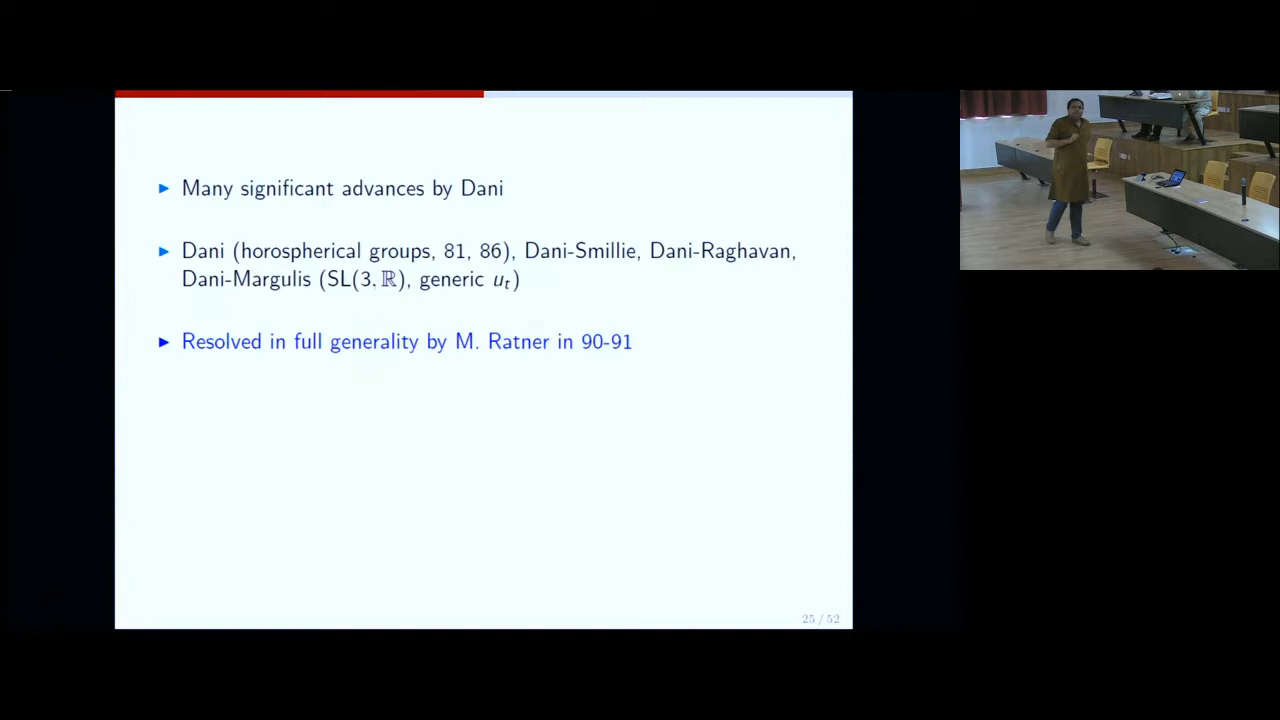 ▶ Many significant advances by Dani
▶ Dani (horospherical groups, 81, 86), Dani-Smillie, Dani-Raghavan,
Dani-Margulis (SL(3, ℝ), generic u_t)
▶ Resolved in full generality by M. Ratner in 90-91
25 / 52